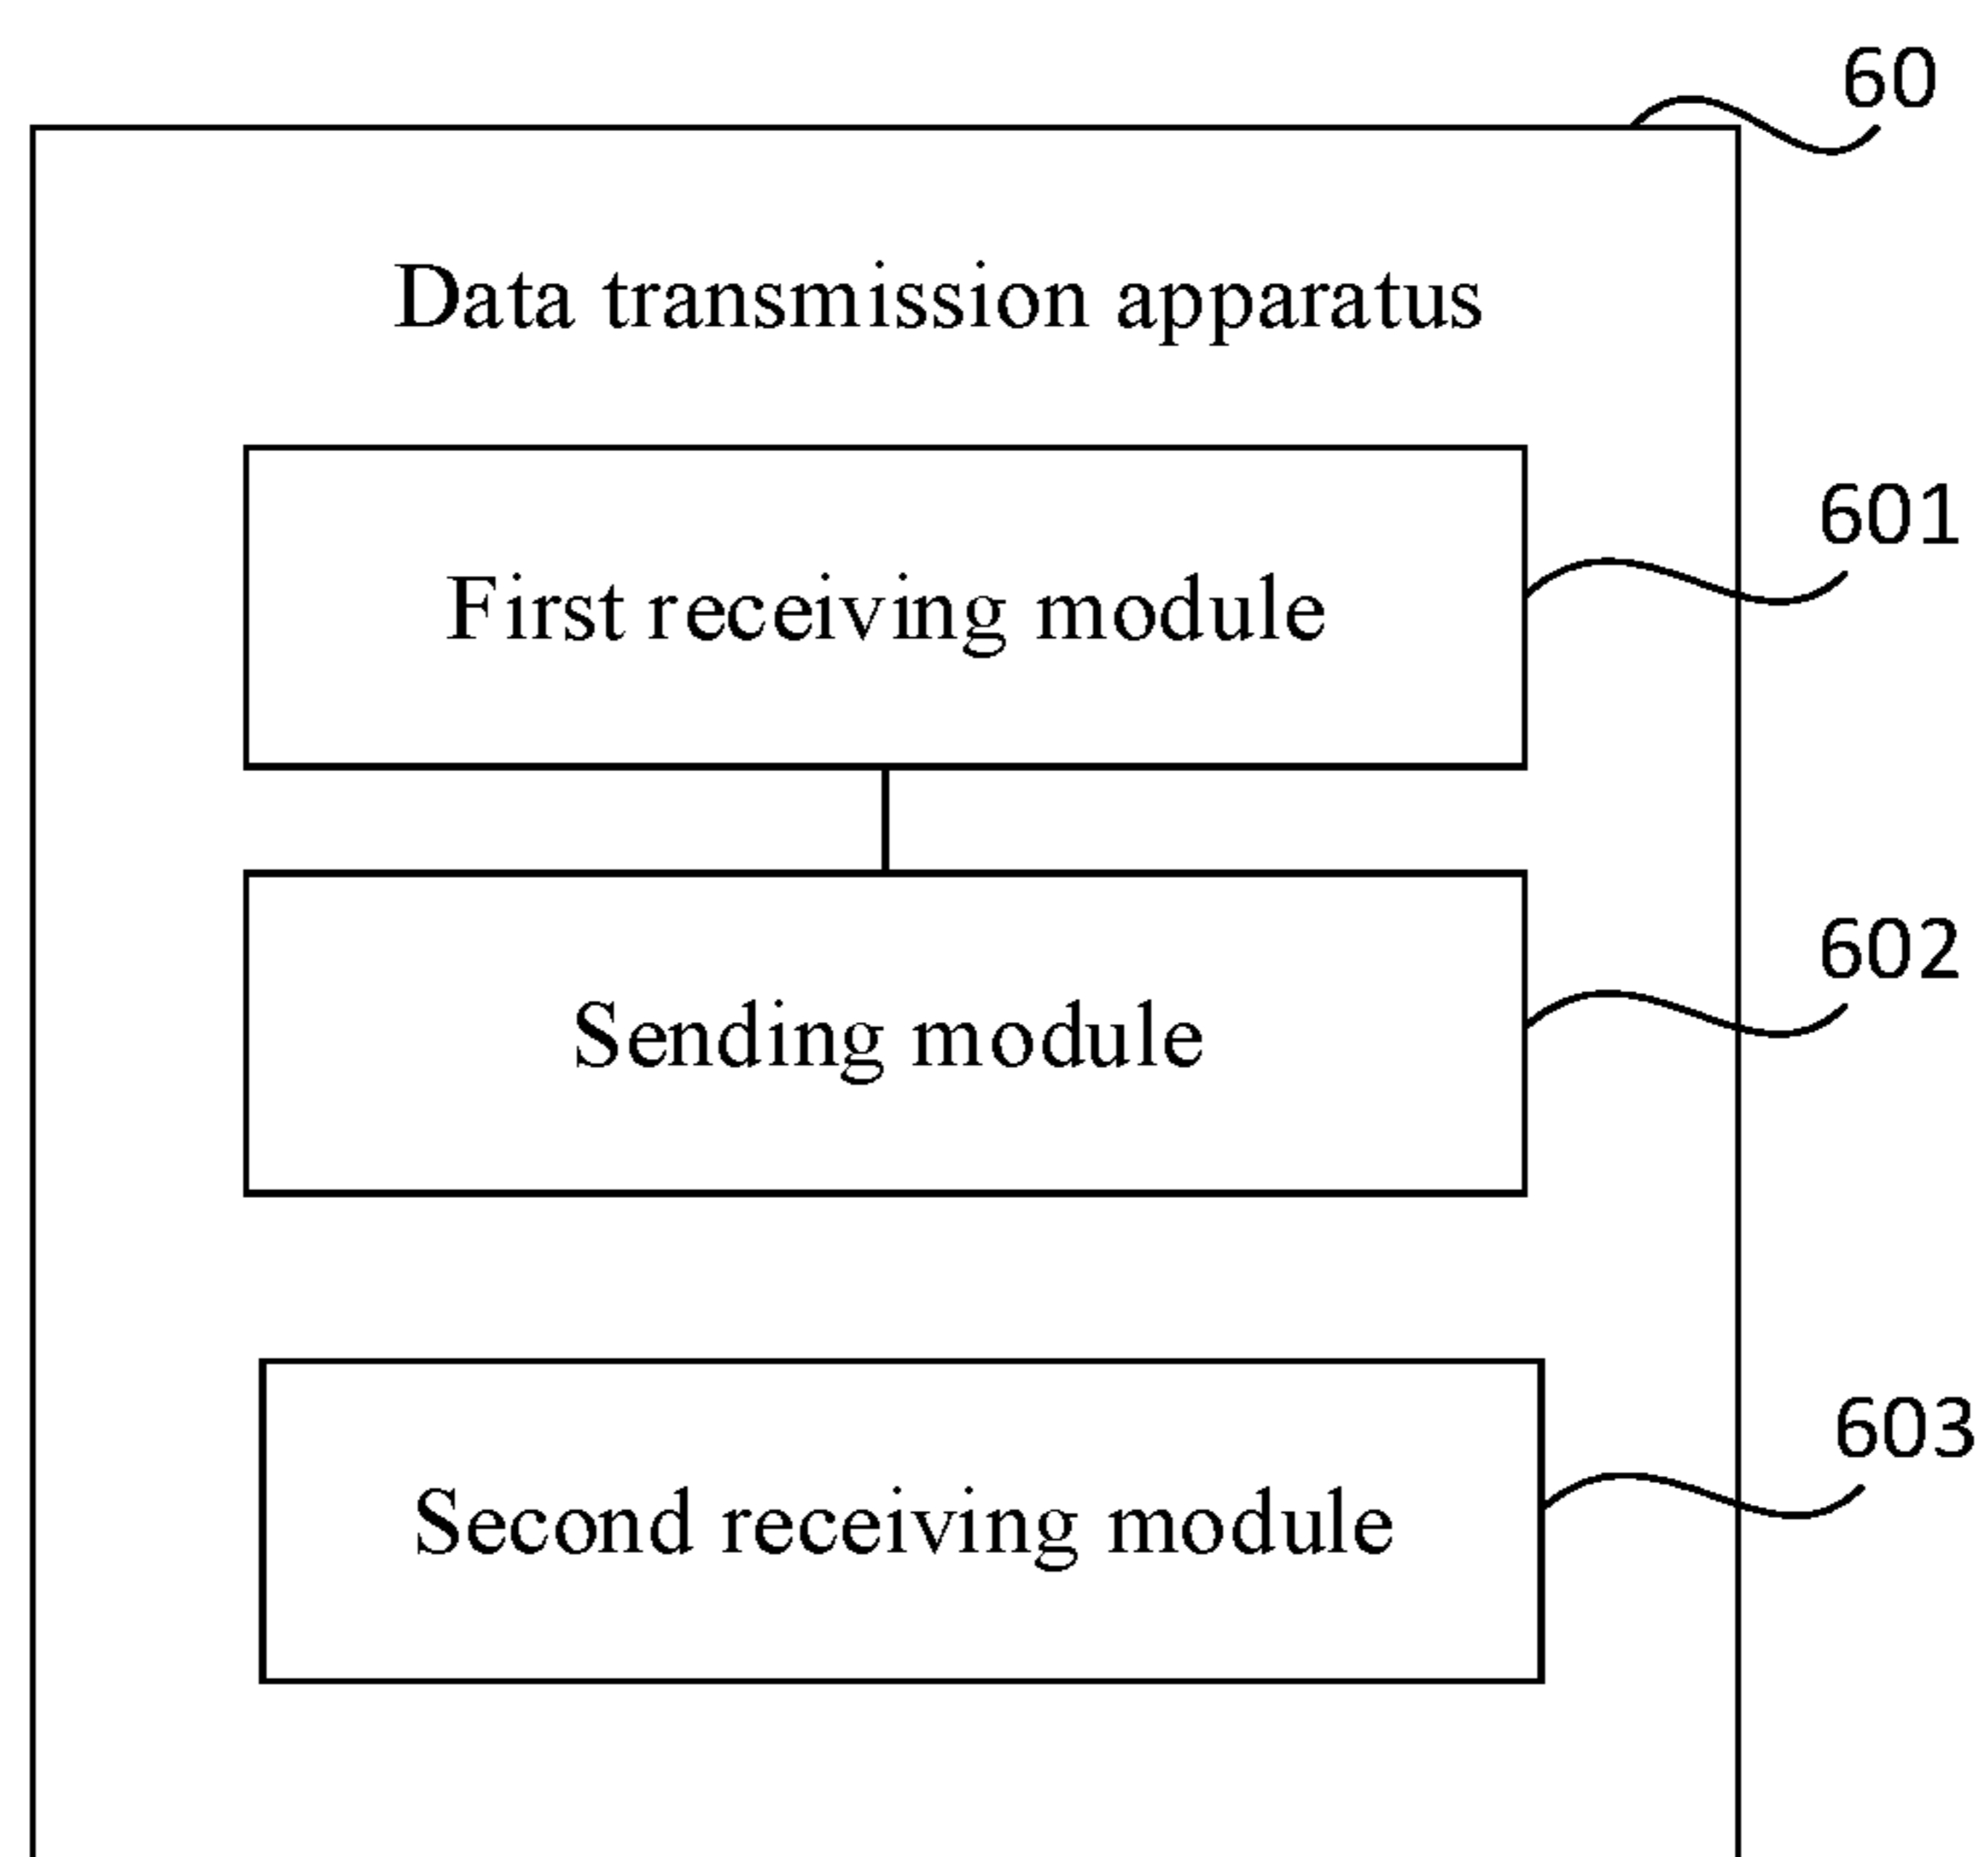 60
Data transmission apparatus
601
First receiving module
602
Sending module
603
Second receiving module